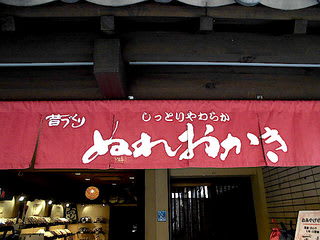 昔づくり
しっとりやわらか
ぬれおかき